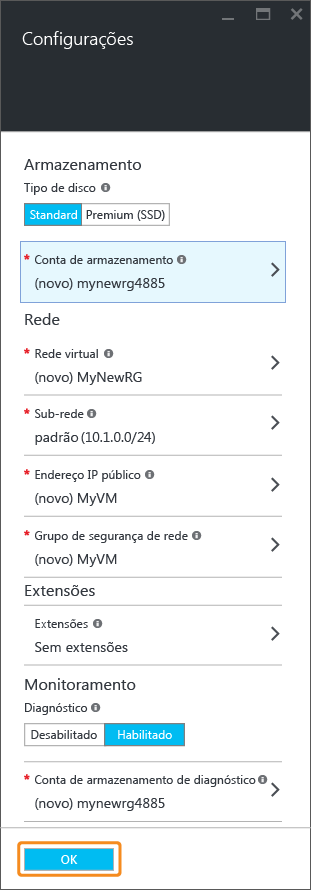 Configurações
Armazenamento
Tipo de disco
Standard Premium (SSD)
* Conta de armazenamento
(novo) mynewrg4885
Rede
* Rede virtual
(novo) MyNewRG
* Sub-rede
padrão (10.1.0.0/24)
* Endereço IP público
(novo) MyVM
* Grupo de segurança de rede
(novo) MyVM
Extensões
Extensões
Sem extensões
Monitoramento
Diagnóstico
Desabilitado Habilitado
* Conta de armazenamento de diagnóstico
(novo) mynewrg4885
OK